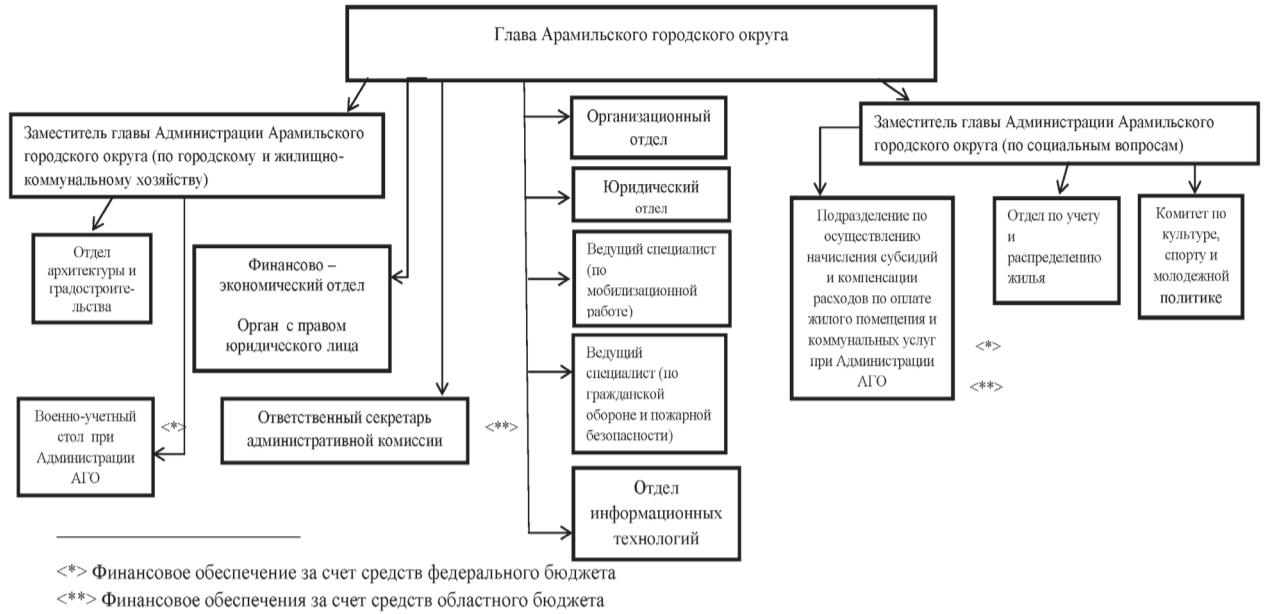 Глава Арамильского городского округа
Заместитель главы Администрации Арамильского
городского округа (по городскому и жилищно-
коммунальному хозяйству)
Отдел
архитектуры и
градостроите-
льства
Военно-учетный
стол при
Администрации
АГО
<*>
Финансово –
экономический отдел
Орган с правом
юридического лица
Ответственный секретарь
административной комиссии
<**>
Организационный
отдел
Юридический
отдел
Ведущий специалист
(по
мобилизационной
работе)
Ведущий
специалист (по
гражданской
обороне и пожарной
безопасности)
Отдел
информационных
технологий
Заместитель главы Администрации Арамильского
городского округа (по социальным вопросам)
Подразделение по
осуществлению
начисления субсидий
и компенсации
расходов по оплате
жилого помещения и
коммунальных услуг
при Администрации
АГО
<*>
<**>
Отдел по учету
и
распределению
жилья
Комитет по
культуре,
спорту и
молодежной
политике
<*> Финансовое обеспечение за счет средств федерального бюджета
<**> Финансовое обеспечения за счет средств областного бюджета